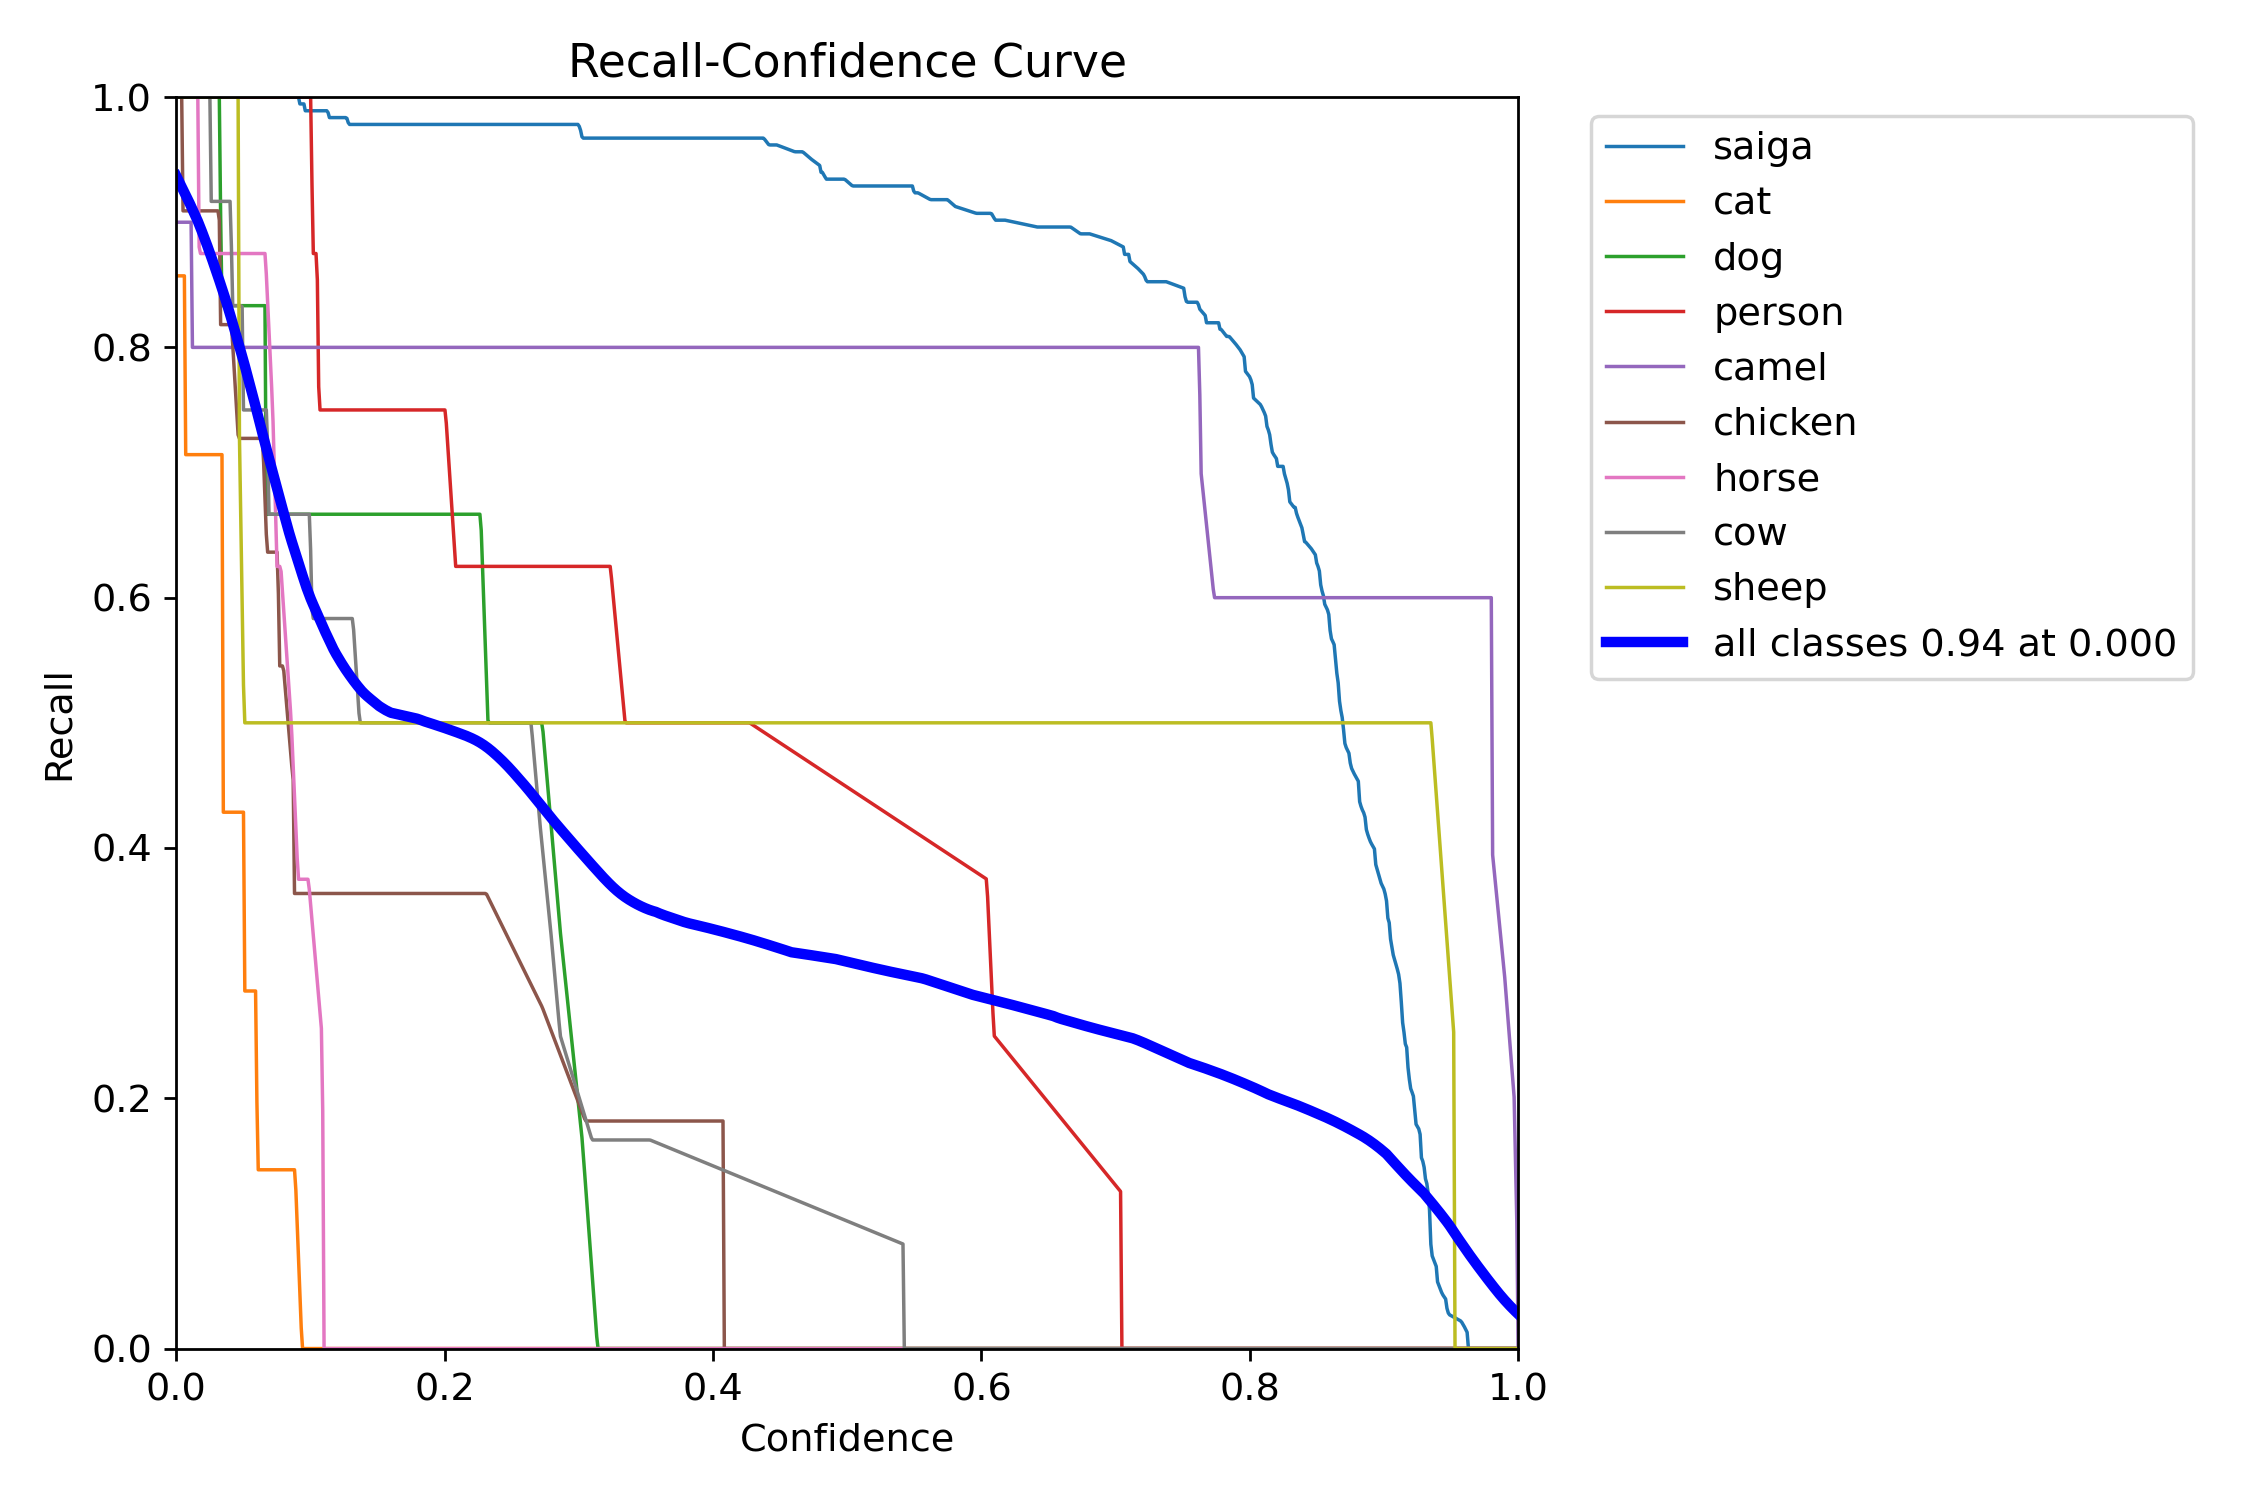 Recall-Confidence Curve
1.0
0.8
0.6
0.4
0.2
0.0
Recall
0.0 0.2 0.4 0.6 0.8 1.0
Confidence
saiga
cat
dog
person
camel
chicken
horse
cow
sheep
all classes 0.94 at 0.000